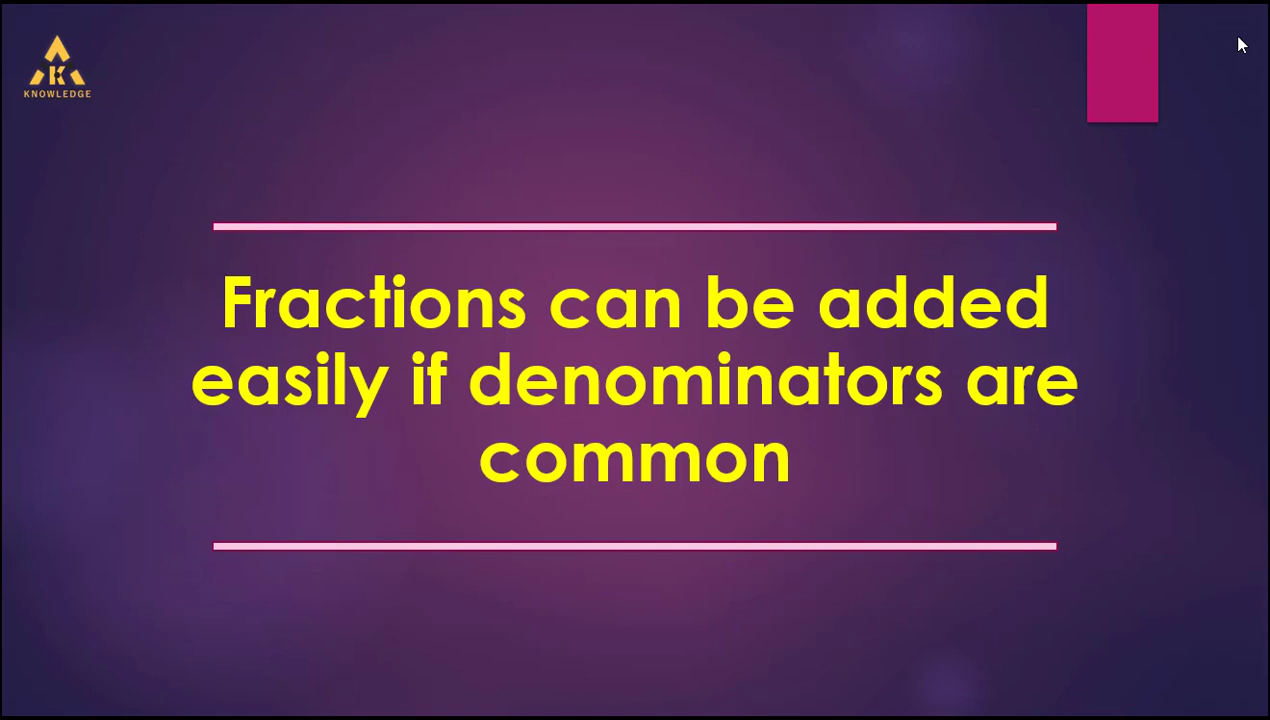 K
KNOWLEDGE
Fractions can be added
easily if denominators are
common